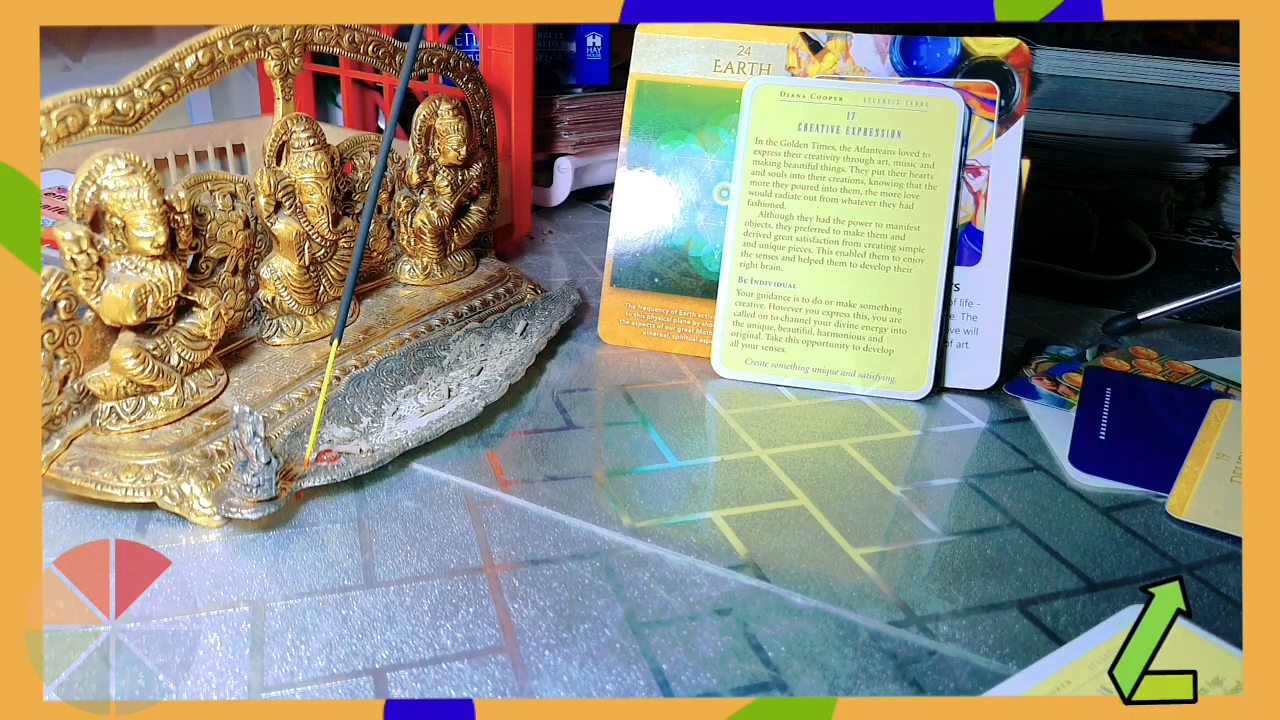 ORACLE
CARDS
HAY
HOUSE
24
EARTH
The frequency of Earth
to this physical plane by
the aspects of our great
ethereal, spiritual
DIANA COOPER
ATLANTIS CARDS
17
CREATIVE EXPRESSION
In the Golden Times, the Atlanteans loved to
express their creativity through art, music and
making beautiful things. They put their hearts
and souls into their creations, knowing that the
more they poured into them, the more love
would radiate out from whatever they had
fashioned.
Although they had the power to manifest
objects, they preferred to make them and
derived great satisfaction from creating simple
and unique pieces. This enabled them to enjoy
the senses and helped them to develop their
right brain.
BE INDIVIDUAL
Your guidance is to do or make something
creative. However you express this, you are
called on to channel your divine energy into
the unique, beautiful, harmonious and
original. Take this opportunity to develop
all your senses.
Create something unique and satisfying.
of life -
The
will
of art.
19